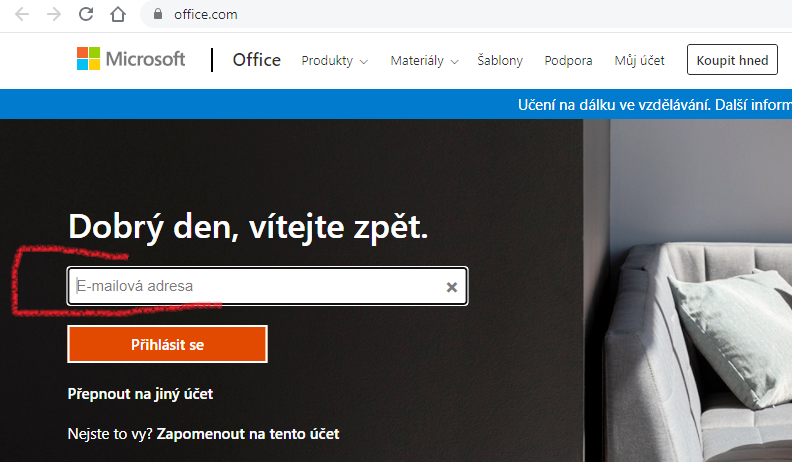 office.com
Microsoft Office Produkty Materiály Šablony Podpora Můj účet Koupit hned
Učení na dálku ve vzdělávání. Další inform
Dobrý den, vítejte zpět.
E-mailová adresa
Přihlásit se
Přepnout na jiný účet
Nejste to vy? Zapomenout na tento účet